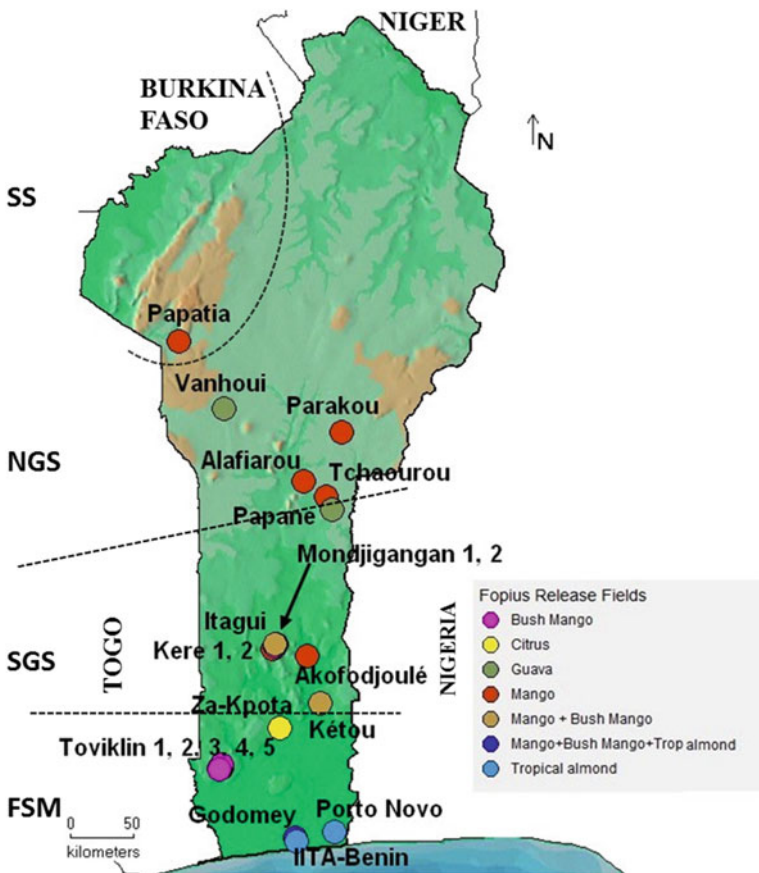 NIGER
BURKINA
FASO
N
SS
Papatia
Vanhoui
Parakou
NGS
Alafiarou
Tchaourou
Papane
Mondjigangan 1, 2
Itagui
Kere 1, 2
TOGO
NIGERIA
SGS
Akofodjoulé
Za-Kpota
Kétou
Toviklin 1, 2, 3, 4, 5
FSM
Godomey
Porto Novo
IITA-Benin
0 50
kilometers
Fopius Release Fields
Bush Mango
Citrus
Guava
Mango
Mango + Bush Mango
Mango+Bush Mango+Trop almond
Tropical almond